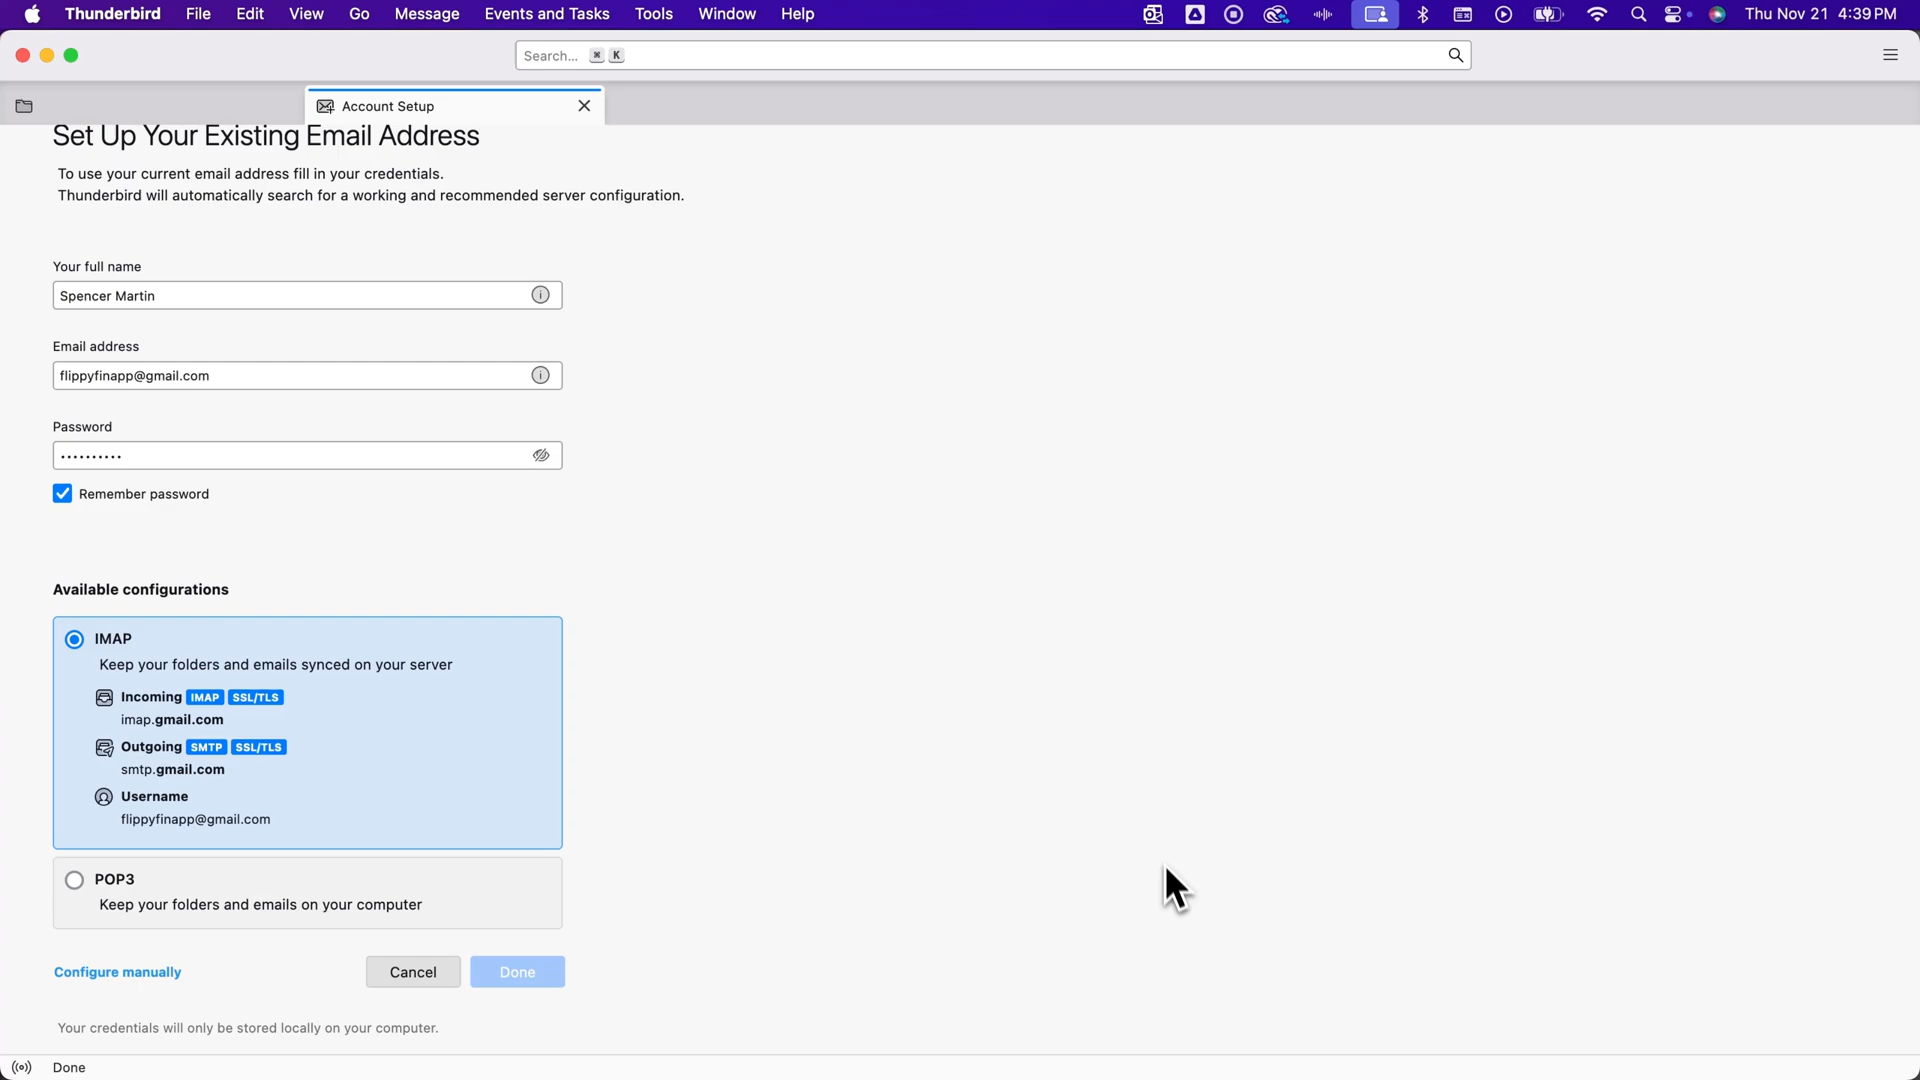 Thunderbird File Edit View Go Message Events and Tasks Tools Window Help Thu Nov 21 4:39 PM
Search... ⌘ K
Account Setup
Set Up Your Existing Email Address
To use your current email address fill in your credentials.
Thunderbird will automatically search for a working and recommended server configuration.
Your full name
Spencer Martin
Email address
flippyfinapp@gmail.com
Password
••••••••••
Remember password
Available configurations
IMAP
Keep your folders and emails synced on your server
Incoming IMAP SSL/TLS
imap.gmail.com
Outgoing SMTP SSL/TLS
smtp.gmail.com
Username
flippyfinapp@gmail.com
POP3
Keep your folders and emails on your computer
Configure manually Cancel Done
Your credentials will only be stored locally on your computer.
Done